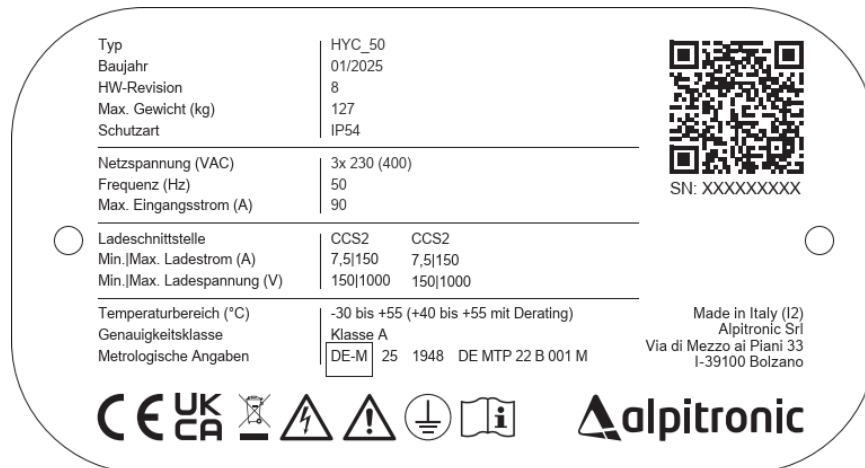 Typ HYC_50
Baujahr 01/2025
HW-Revision 8
Max. Gewicht (kg) 127
Schutzart IP54
Netzspannung (VAC) 3x 230 (400)
Frequenz (Hz) 50
Max. Eingangsstrom (A) 90
SN: XXXXXXXXX
Ladeschnittstelle CCS2 CCS2
Min.|Max. Ladestrom (A) 7,5|150 7,5|150
Min.|Max. Ladespannung (V) 150|1000 150|1000
Temperaturbereich (°C) -30 bis +55 (+40 bis +55 mit Derating)
Genauigkeitsklasse Klasse A
Metrologische Angaben DE-M 25 1948 DE MTP 22 B 001 M
Made in Italy (I2)
Alpitronic Srl
Via di Mezzo ai Piani 33
I-39100 Bolzano
CE UK CA
alpitronic